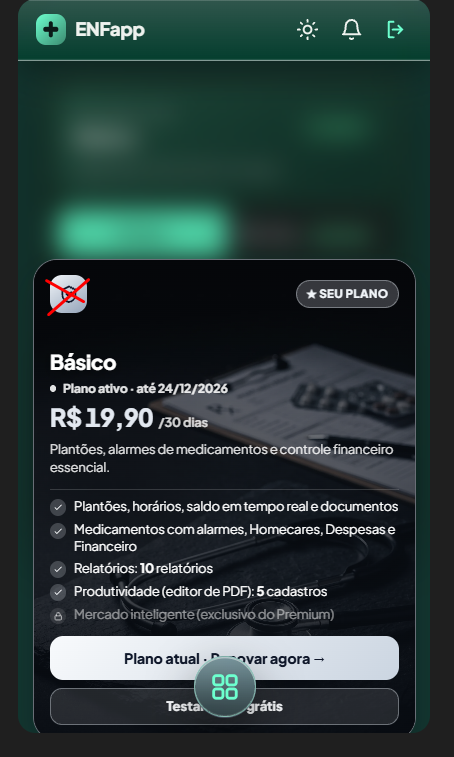 ENFapp
★ SEU PLANO
Básico
Plano ativo · até 24/12/2026
R$ 19,90 /30 dias
Plantões, alarmes de medicamentos e controle financeiro
essencial.
Plantões, horários, saldo em tempo real e documentos
Medicamentos com alarmes, Homecares, Despesas e
Financeiro
Relatórios: 10 relatórios
Produtividade (editor de PDF): 5 cadastros
Mercado inteligente (exclusivo do Premium)
Plano atual · Renovar agora →
grátis